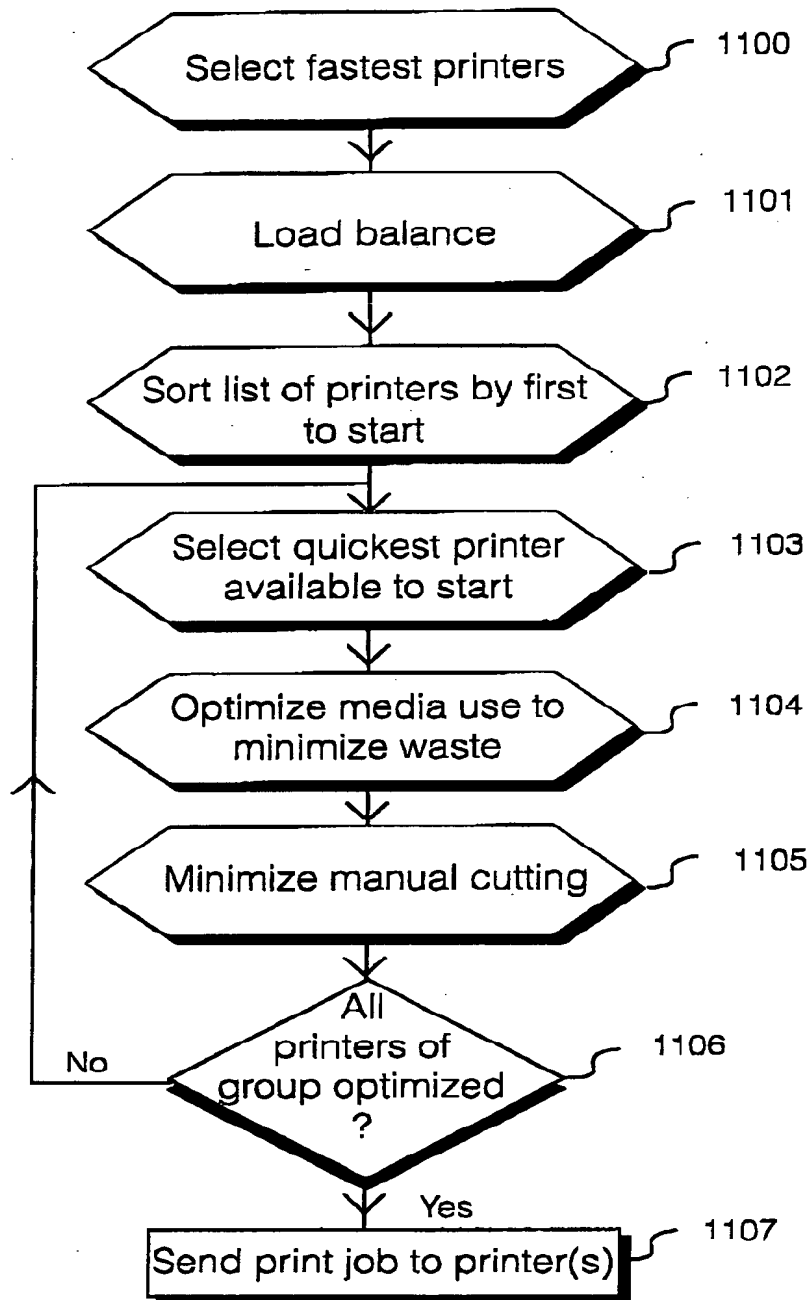 Select fastest printers
1100
Load balance
1101
Sort list of printers by first
to start
1102
Select quickest printer
available to start
1103
Optimize media use to
minimize waste
1104
Minimize manual cutting
1105
All
printers of
group optimized
?
1106
No
Yes
Send print job to printer(s)
1107